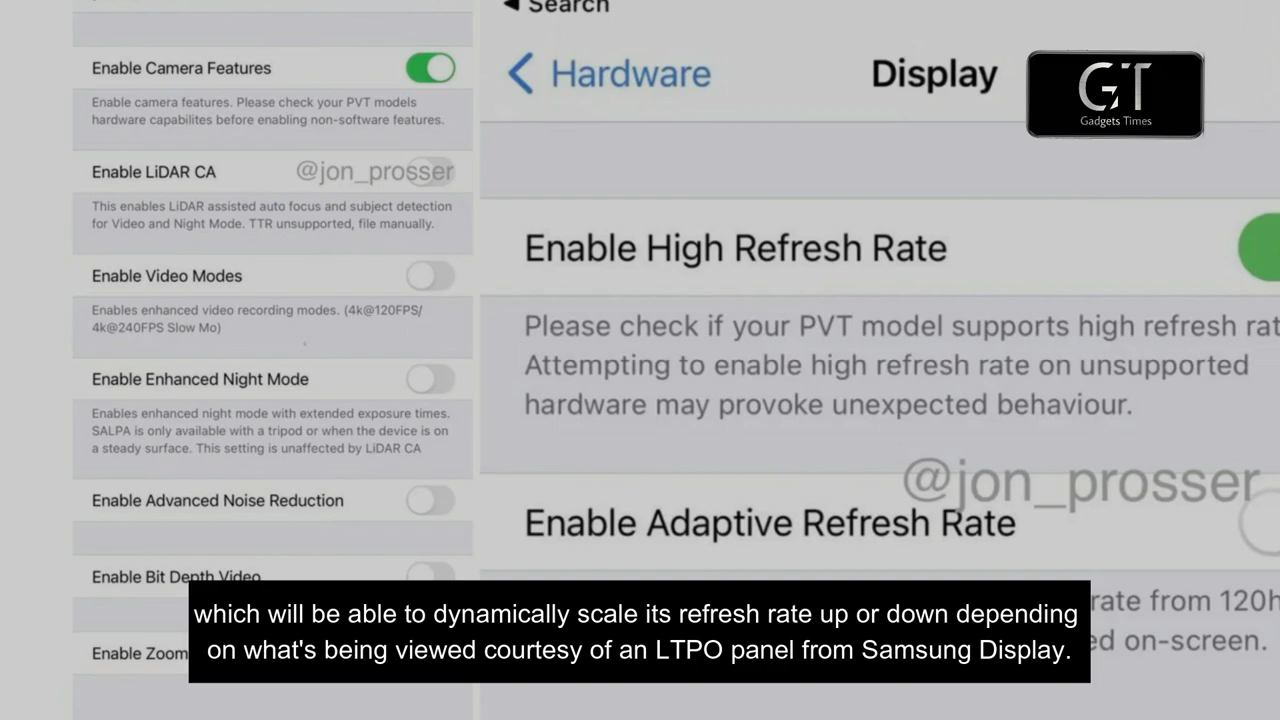 Enable Camera Features
Enable camera features. Please check your PVT models
hardware capabilites before enabling non-software features.
Enable LiDAR CA
@jon_prosser
This enables LiDAR assisted auto focus and subject detection
for Video and Night Mode. TTR unsupported, file manually.
Enable Video Modes
Enables enhanced video recording modes. (4k@120FPS/
4k@240FPS Slow Mo)
Enable Enhanced Night Mode
Enables enhanced night mode with extended exposure times.
SALPA is only available with a tripod or when the device is on
a steady surface. This setting is unaffected by LiDAR CA
Enable Advanced Noise Reduction
Enable Bit Depth Video
Enable Zoom
Search
Hardware
Display
GT
Gadgets Times
Enable High Refresh Rate
Please check if your PVT model supports high refresh rat
Attempting to enable high refresh rate on unsupported
hardware may provoke unexpected behaviour.
@jon_prosser
Enable Adaptive Refresh Rate
rate from 120h
ed on-screen.
which will be able to dynamically scale its refresh rate up or down depending
on what's being viewed courtesy of an LTPO panel from Samsung Display.